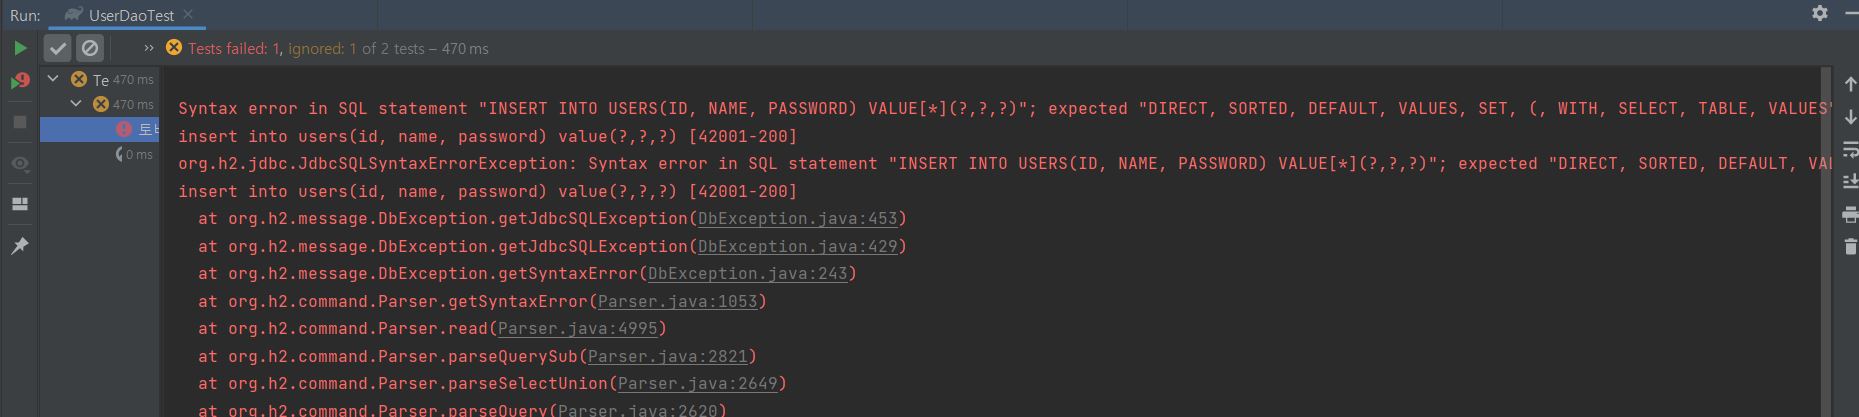 Run: UserDaoTest
Tests failed: 1, ignored: 1 of 2 tests – 470 ms
Te 470 ms
470 ms
0 ms
Syntax error in SQL statement "INSERT INTO USERS(ID, NAME, PASSWORD) VALUE[*](?,?,?)"; expected "DIRECT, SORTED, DEFAULT, VALUES, SET, (, WITH, SELECT, TABLE, VALUES"
insert into users(id, name, password) value(?,?,?) [42001-200]
org.h2.jdbc.JdbcSQLSyntaxErrorException: Syntax error in SQL statement "INSERT INTO USERS(ID, NAME, PASSWORD) VALUE[*](?,?,?)"; expected "DIRECT, SORTED, DEFAULT,
insert into users(id, name, password) value(?,?,?) [42001-200]
at org.h2.message.DbException.getJdbcSQLException(DbException.java:453)
at org.h2.message.DbException.getJdbcSQLException(DbException.java:429)
at org.h2.message.DbException.getSyntaxError(DbException.java:243)
at org.h2.command.Parser.getSyntaxError(Parser.java:1053)
at org.h2.command.Parser.read(Parser.java:4995)
at org.h2.command.Parser.parseQuerySub(Parser.java:2821)
at org.h2.command.Parser.parseSelectUnion(Parser.java:2649)
at org.h2.command.Parser.parseQuery(Parser.java:2620)